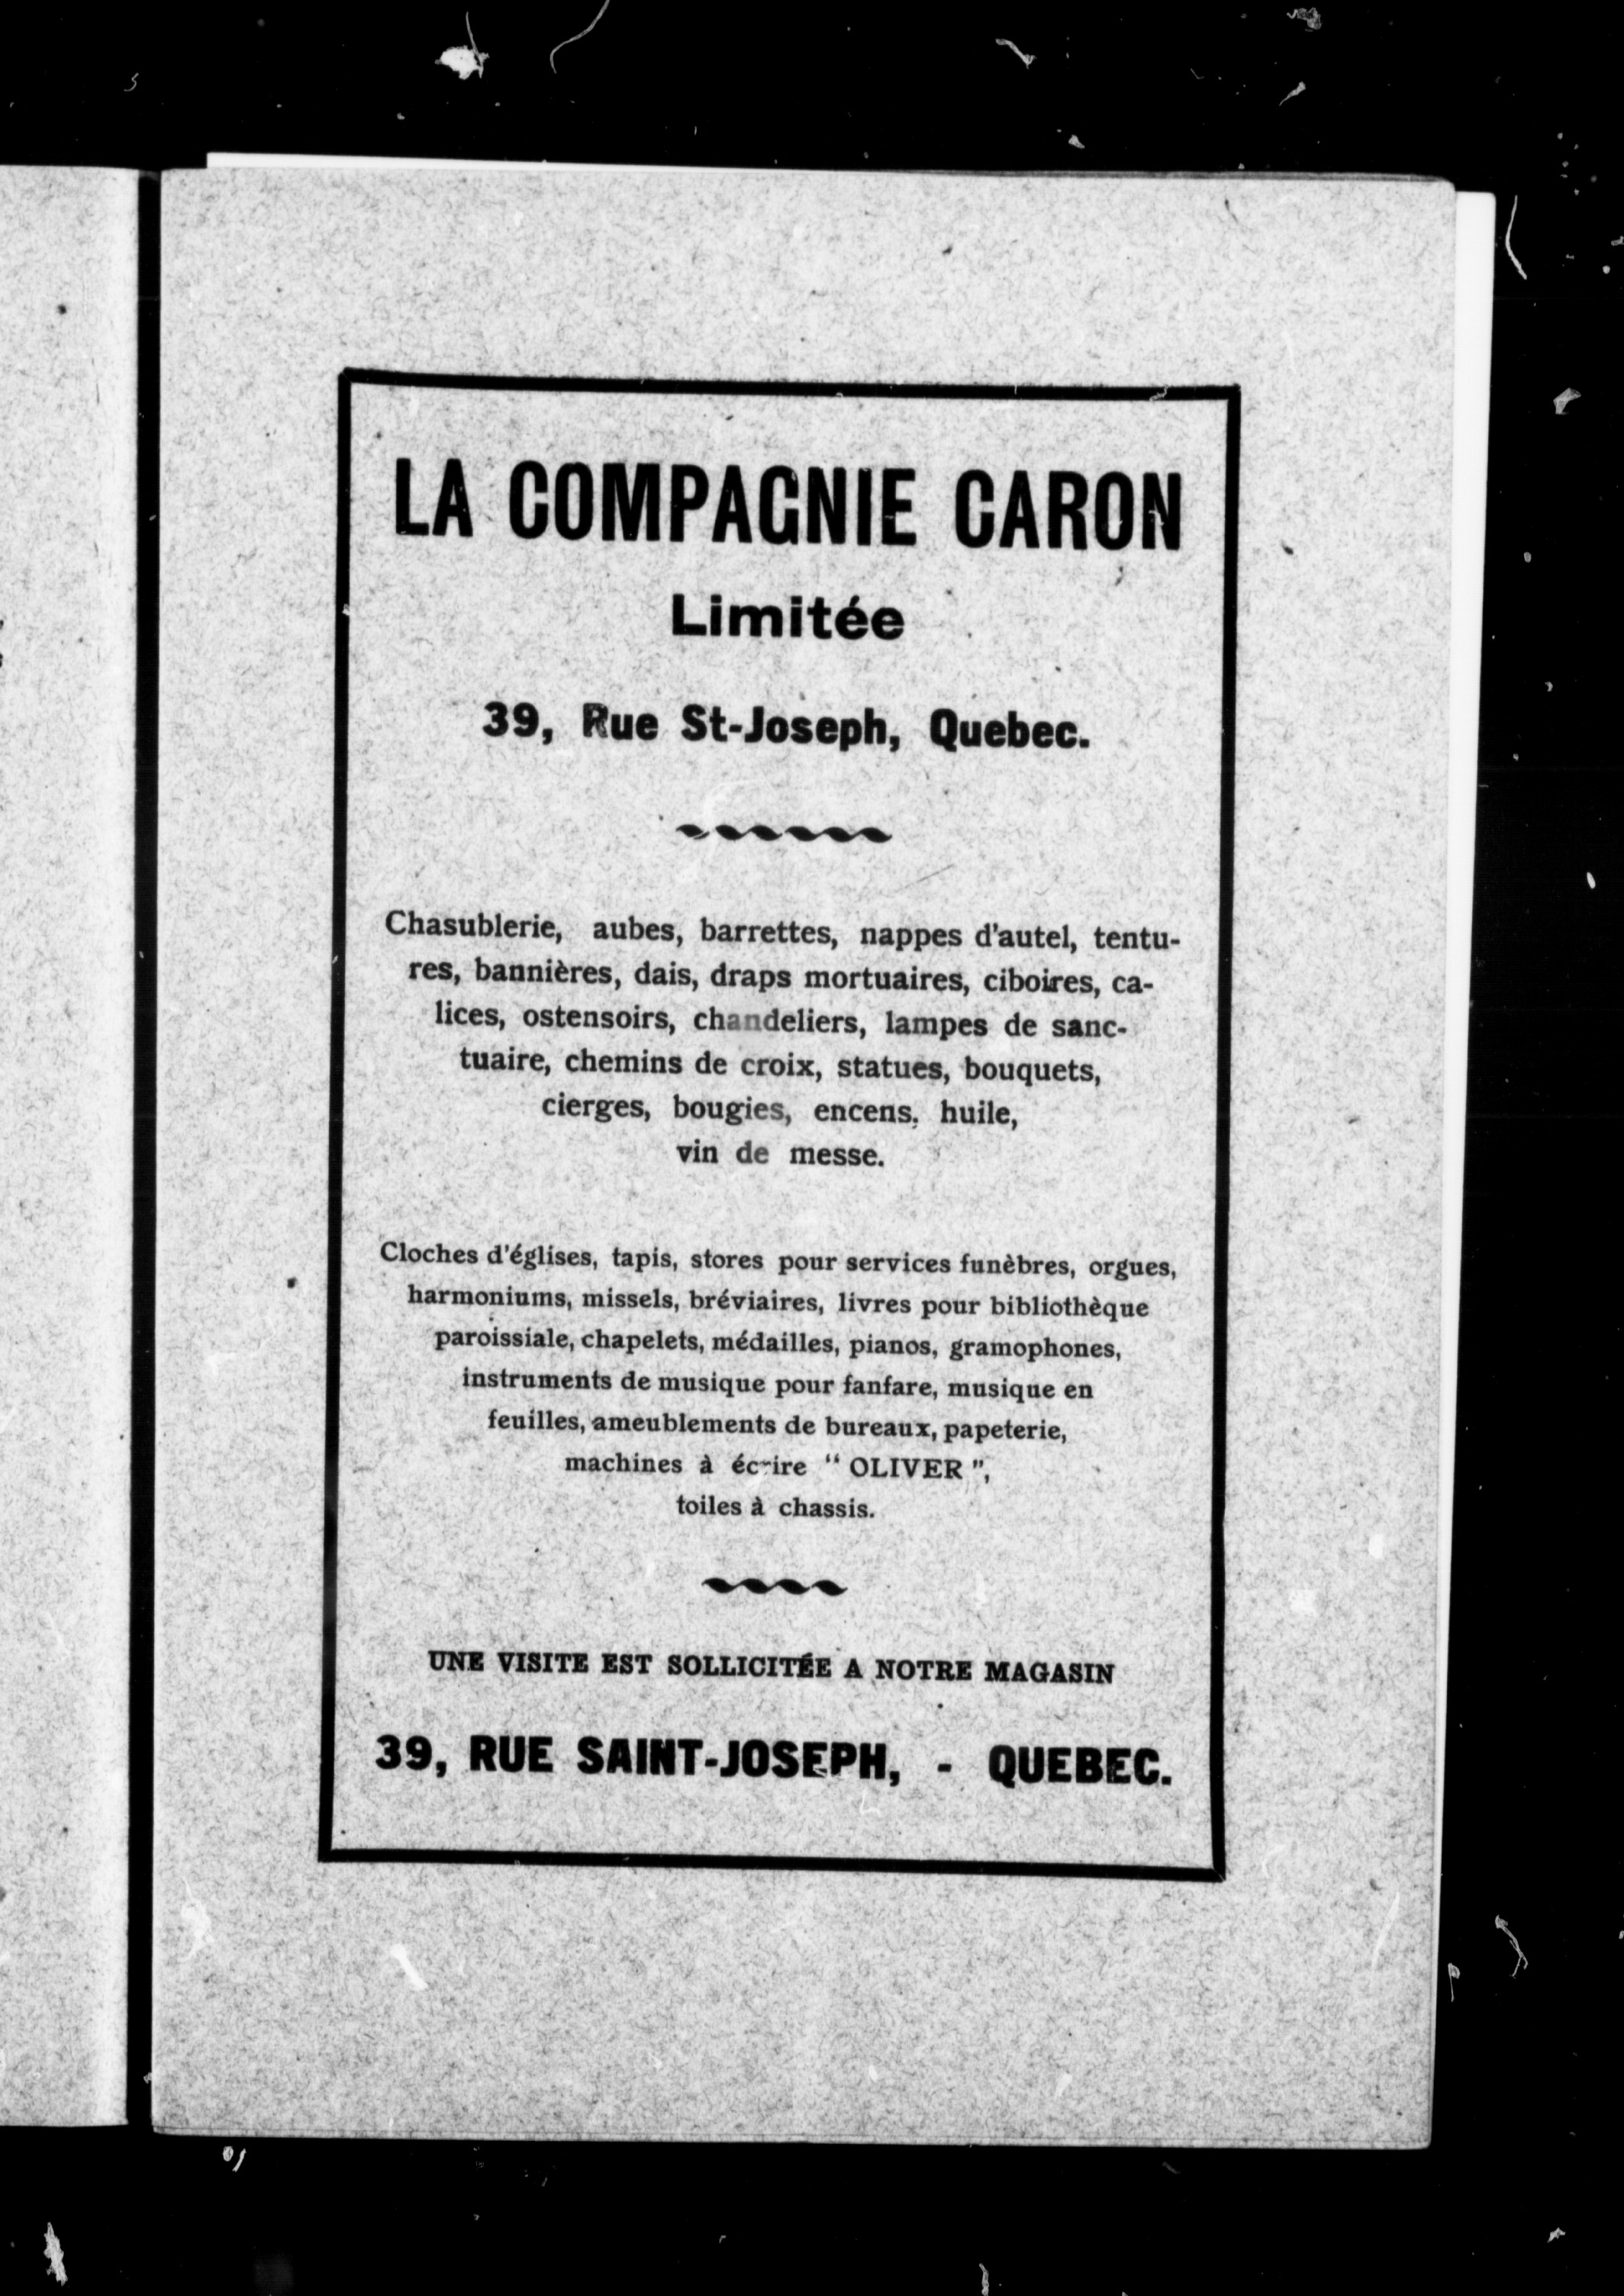 LA COMPAGNIE CARON
Limitée
39, Rue St-Joseph, Quebec.
Chasublerie, aubes, barrettes, nappes d'autel, tentu-
res, bannières, dais, draps mortuaires, ciboires, ca-
lices, ostensoirs, chandeliers, lampes de sanc-
tuaire, chemins de croix, statues, bouquets,
cierges, bougies, encens, huile,
vin de messe.
Cloches d'églises, tapis, stores pour services funèbres, orgues,
harmoniums, missels, bréviaires, livres pour bibliothèque
paroissiale, chapelets, médailles, pianos, gramophones,
instruments de musique pour fanfare, musique en
feuilles, ameublements de bureaux, papeterie,
machines à écrire " OLIVER ",
toiles à chassis.
UNE VISITE EST SOLLICITÉE A NOTRE MAGASIN
39, RUE SAINT-JOSEPH, - QUEBEC.